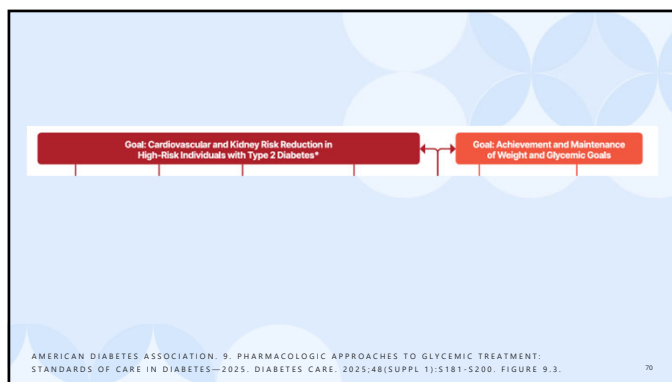 Goal: Cardiovascular and Kidney Risk Reduction in
High-Risk Individuals with Type 2 Diabetes*
Goal: Achievement and Maintenance
of Weight and Glycemic Goals
AMERICAN DIABETES ASSOCIATION. 9. PHARMACOLOGIC APPROACHES TO GLYCEMIC TREATMENT:
STANDARDS OF CARE IN DIABETES—2025. DIABETES CARE. 2025;48(SUPPL 1):S181-S200. FIGURE 9.3.
70